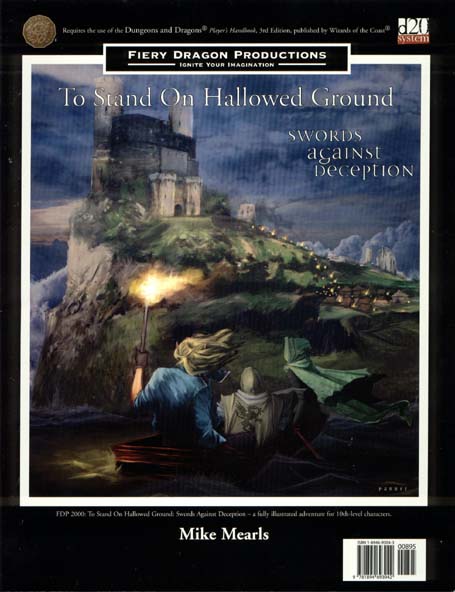 Requires the use of the Dungeons and Dragons® Player's Handbook, 3rd Edition, published by Wizards of the Coast®
d20
system
Fiery Dragon Productions
Ignite Your Imagination
To Stand On Hallowed Ground
SWORDS
against
DECEPTION
PARROT
FDP 2000: To Stand On Hallowed Ground: Swords Against Deception – a fully illustrated adventure for 10th-level characters.
Mike Mearls
00895